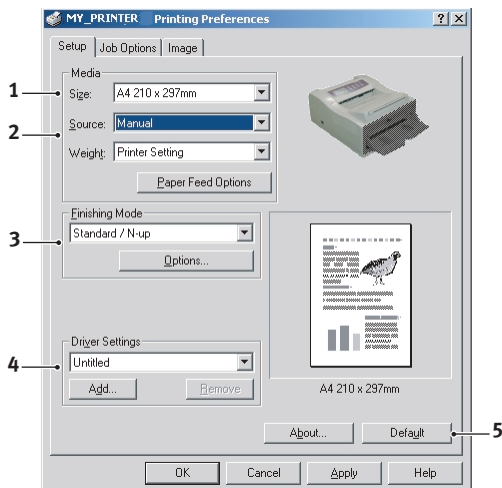 MY_PRINTER Printing Preferences
Setup Job Options Image
Media
1
Size: A4 210 x 297mm
2
Source: Manual
Weight: Printer Setting
Paper Feed Options
Finishing Mode
3
Standard / N-up
Options...
Driver Settings
4
Untitled
Add... Remove
A4 210 x 297mm
About... Default
5
OK Cancel Apply Help